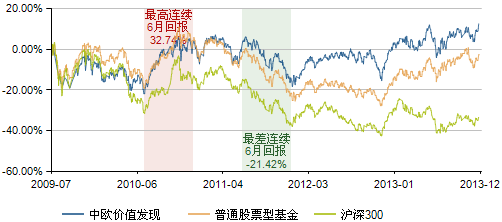 20.00%
0.00%
-20.00%
-40.00%
-60.00%
最高连续
6月回报
32.74%
最差连续
6月回报
-21.42%
2009-07
2010-06
2011-04
2012-03
2013-01
2013-12
中欧价值发现
普通股票型基金
沪深300